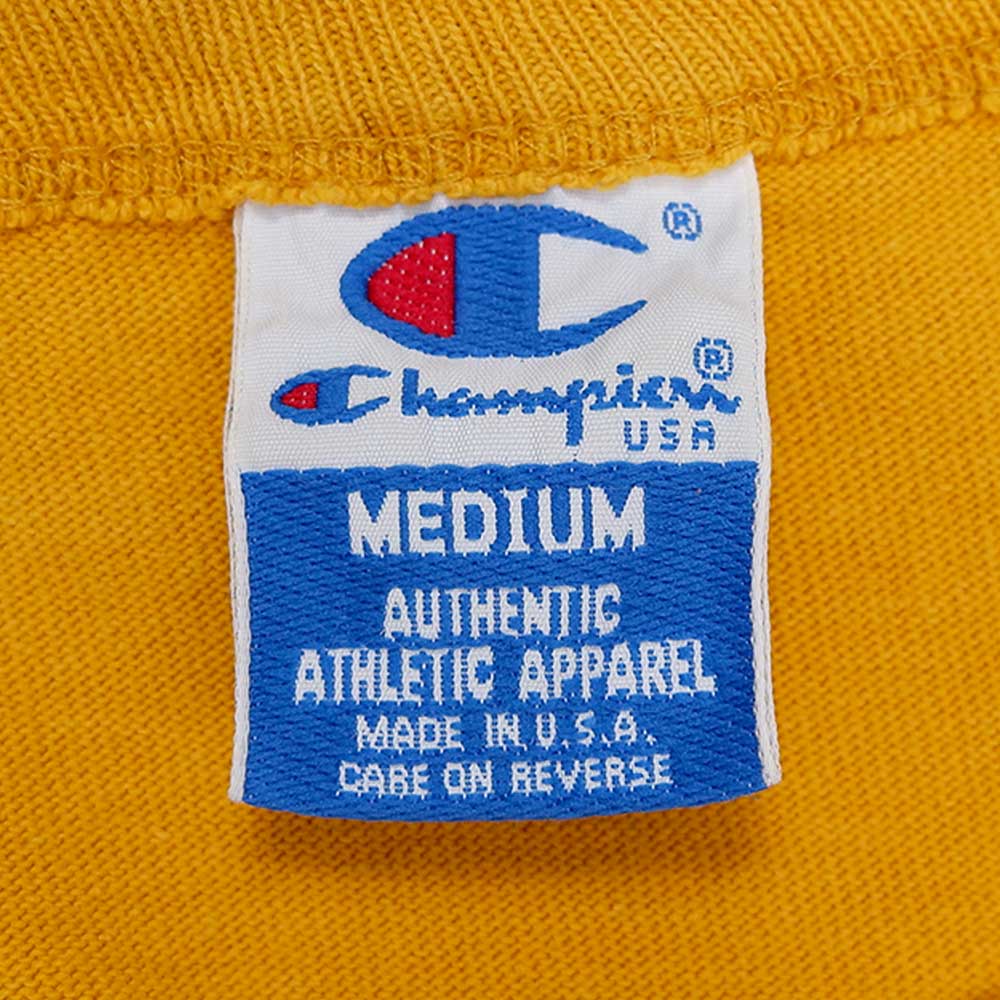 ®
Champion®
USA
MEDIUM
AUTHENTIC
ATHLETIC APPAREL
MADE IN U.S.A.
CARE ON REVERSE